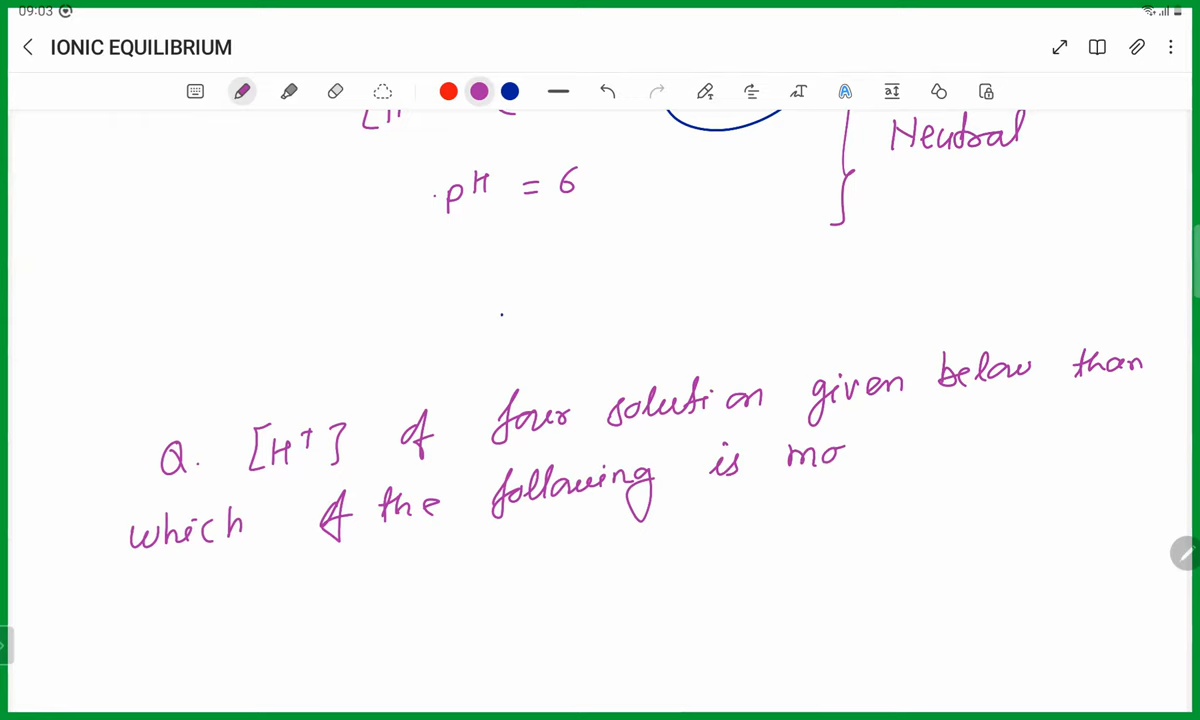 09:03
IONIC EQUILIBRIUM
Neutral
pH = 6
Q. [H+] of four solution given below than
which of the following is mo